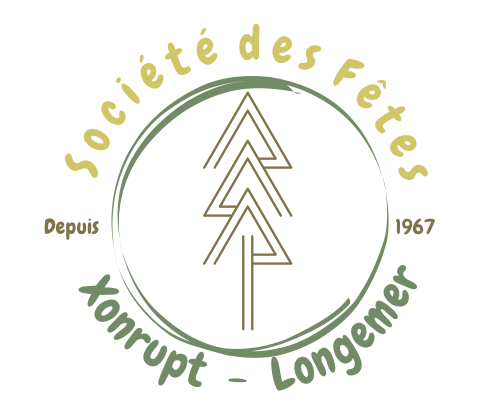 Société des Fêtes
Depuis 1967
Xonrupt - Longemer